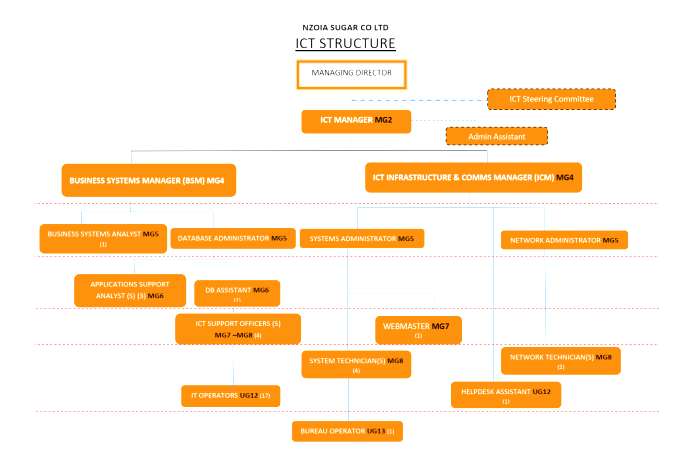 NZOIA SUGAR CO LTD
ICT STRUCTURE
MANAGING DIRECTOR
ICT Steering Committee
ICT MANAGER MG2
Admin Assistant
BUSINESS SYSTEMS MANAGER (BSM) MG4
ICT INFRASTRUCTURE & COMMS MANAGER (ICM) MG4
BUSINESS SYSTEMS ANALYST MG5
(1)
DATABASE ADMINISTRATOR MG5
SYSTEMS ADMINISTRATOR MG5
NETWORK ADMINISTRATOR MG5
APPLICATIONS SUPPORT
ANALYST (S) (3) MG6
DB ASSISTANT MG6
(1)
ICT SUPPORT OFFICERS (S)
MG7 –MG8 (4)
WEBMASTER MG7
(1)
SYSTEM TECHNICIAN(S) MG8
(4)
NETWORK TECHNICIAN(S) MG8
(2)
IT OPERATORS UG12 (17)
HELPDESK ASSISTANT UG12
(1)
BUREAU OPERATOR UG13 (1)